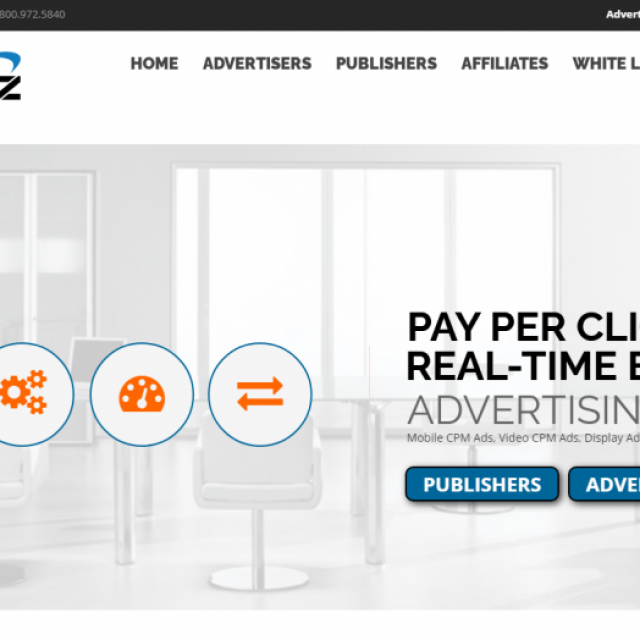 800.972.5840 Advert
Z
HOME ADVERTISERS PUBLISHERS AFFILIATES WHITE L
PAY PER CLI
REAL-TIME B
ADVERTISIN
Mobile CPM Ads, Video CPM Ads, Display Ad
PUBLISHERS ADVE